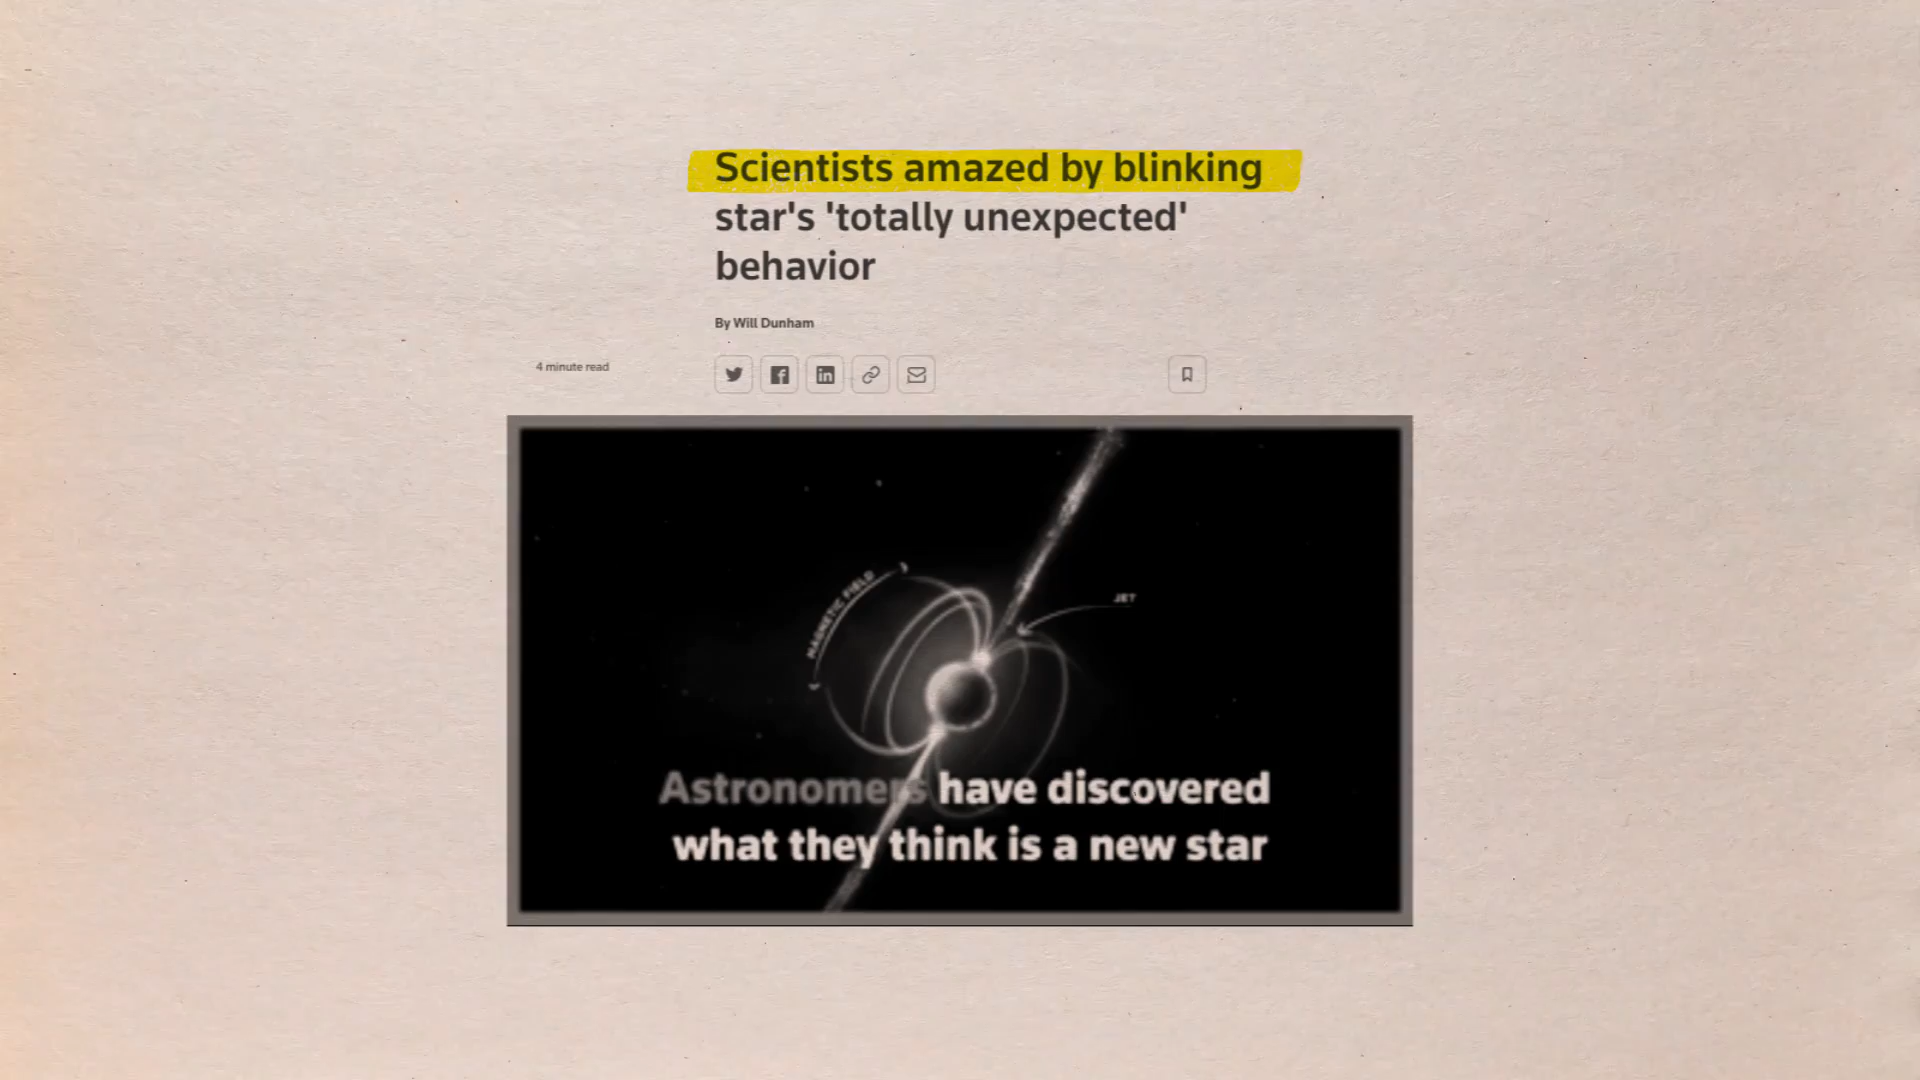 Scientists amazed by blinking
star's 'totally unexpected'
behavior
By Will Dunham
4 minute read
MAGNETIC FIELD
JET
Astronomers have discovered
what they think is a new star